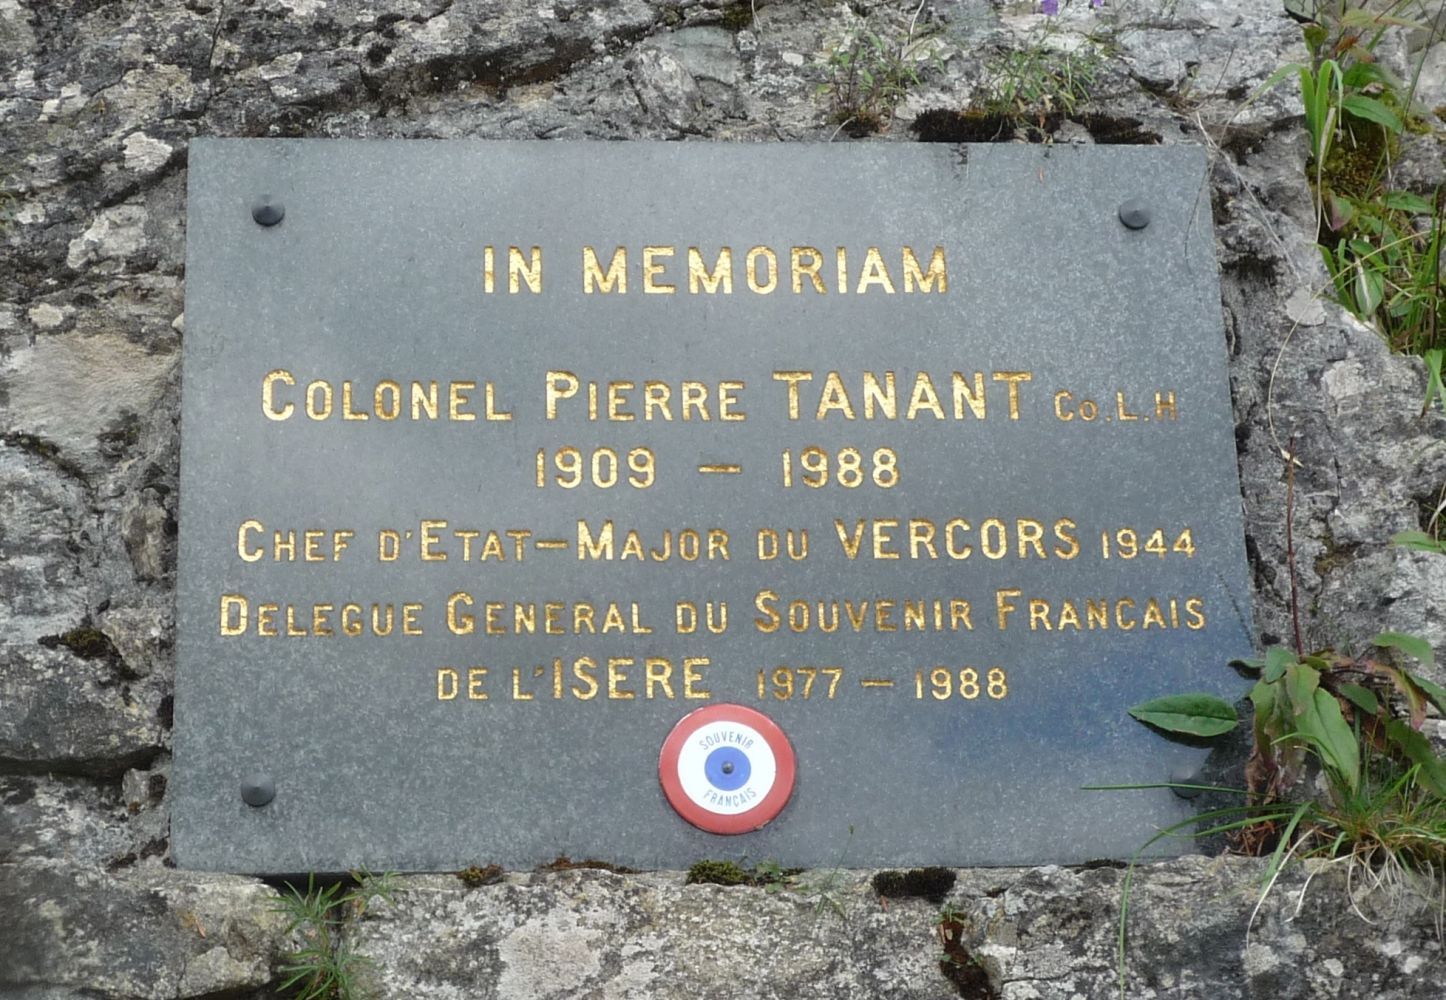 IN MEMORIAM
COLONEL PIERRE TANANT Co.L.H
1909 – 1988
CHEF D'ETAT-MAJOR DU VERCORS 1944
DELEGUE GENERAL DU SOUVENIR FRANCAIS
DE L'ISERE 1977 – 1988
SOUVENIR
FRANÇAIS